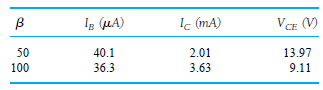 β I_B (μA) I_C (mA) V_CE (V)
50 40.1 2.01 13.97
100 36.3 3.63 9.11